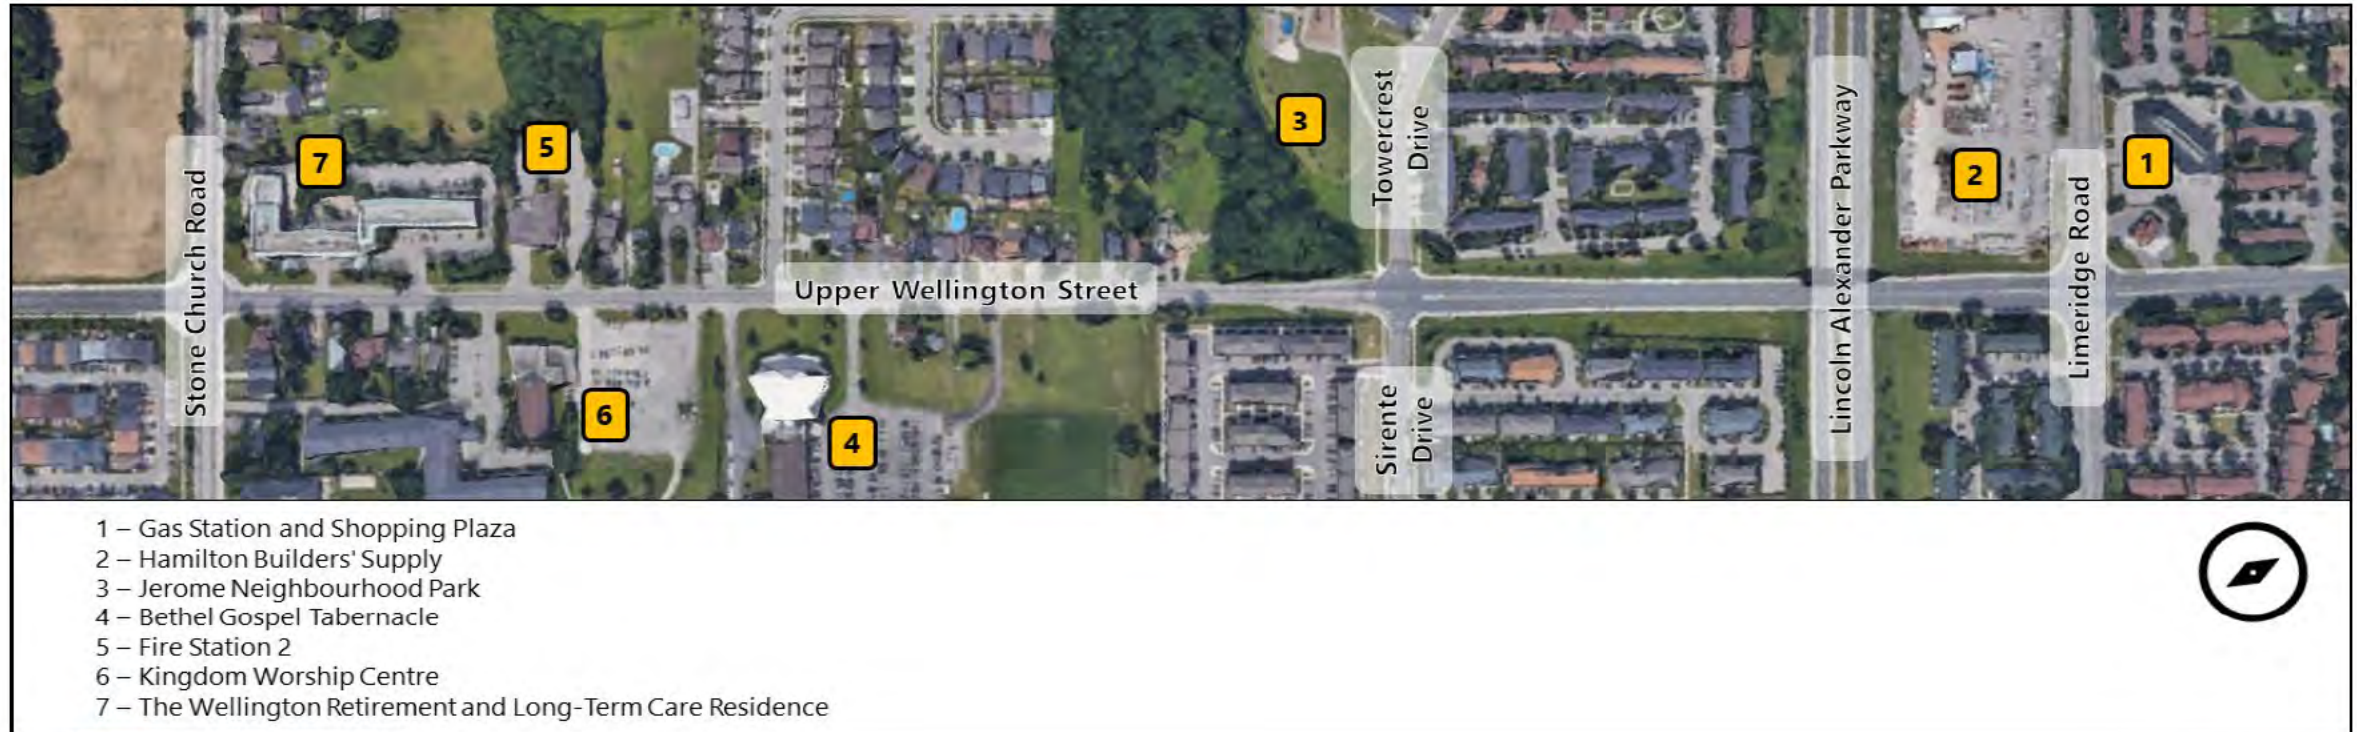 7
5
3
2
1
Stone Church Road
Upper Wellington Street
Towercrest
Drive
Lincoln Alexander Parkway
Limeridge Road
6
4
Sirente
Drive
1 – Gas Station and Shopping Plaza
2 – Hamilton Builders' Supply
3 – Jerome Neighbourhood Park
4 – Bethel Gospel Tabernacle
5 – Fire Station 2
6 – Kingdom Worship Centre
7 – The Wellington Retirement and Long-Term Care Residence